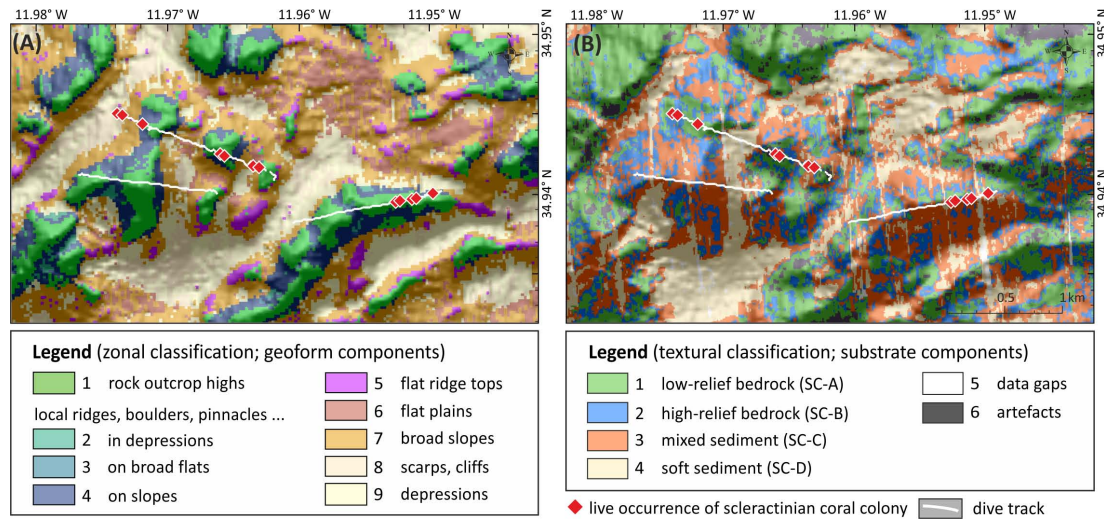 11.98° W 11.97° W 11.96° W 11.95° W
11.98° W 11.97° W 11.96° W 11.95° W
(A)
34.95° N
34.94° N
(B)
34.95° N
34.94° N
0.5 1km
Legend (zonal classification; geoform components)
1 rock outcrop highs
local ridges, boulders, pinnacles ...
2 in depressions
3 on broad flats
4 on slopes
5 flat ridge tops
6 flat plains
7 broad slopes
8 scarps, cliffs
9 depressions
Legend (textural classification; substrate components)
1 low-relief bedrock (SC-A)
2 high-relief bedrock (SC-B)
3 mixed sediment (SC-C)
4 soft sediment (SC-D)
5 data gaps
6 artefacts
live occurrence of scleractinian coral colony
dive track